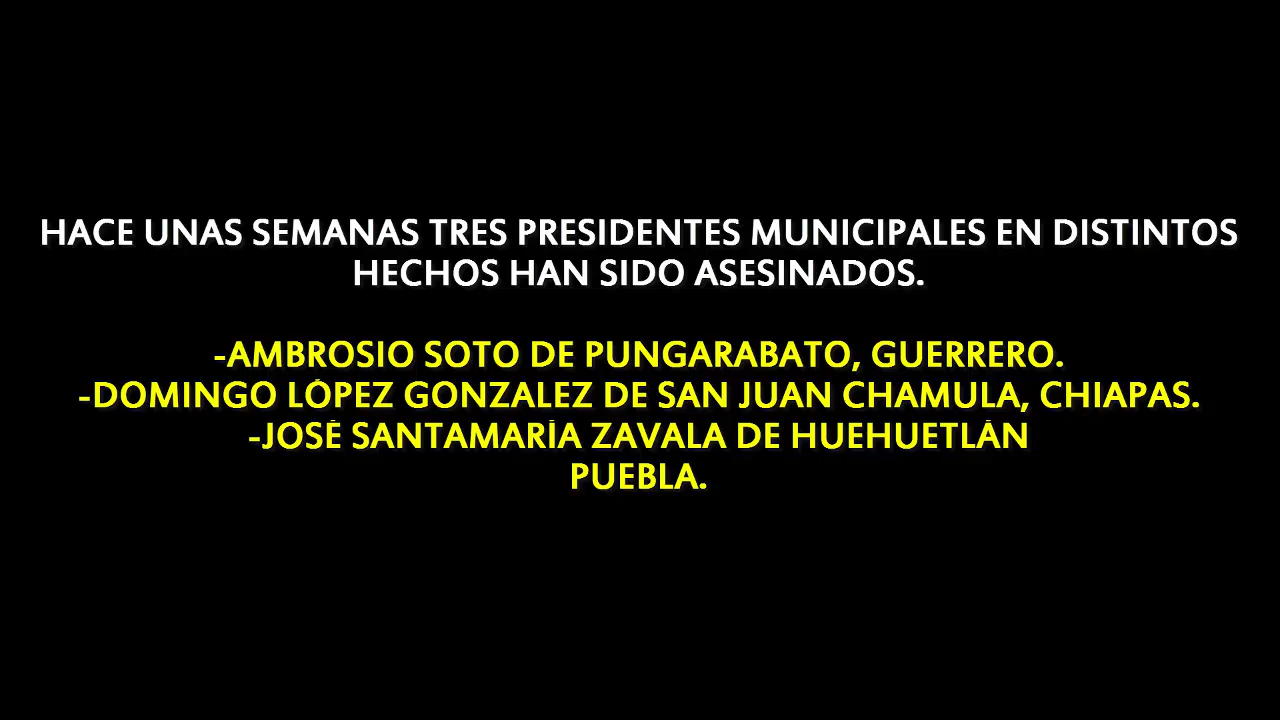 HACE UNAS SEMANAS TRES PRESIDENTES MUNICIPALES EN DISTINTOS
HECHOS HAN SIDO ASESINADOS.
-AMBROSIO SOTO DE PUNGARABATO, GUERRERO.
-DOMINGO LÓPEZ GONZALEZ DE SAN JUAN CHAMULA, CHIAPAS.
-JOSÉ SANTAMARÍA ZAVALA DE HUEHUETLÁN
PUEBLA.